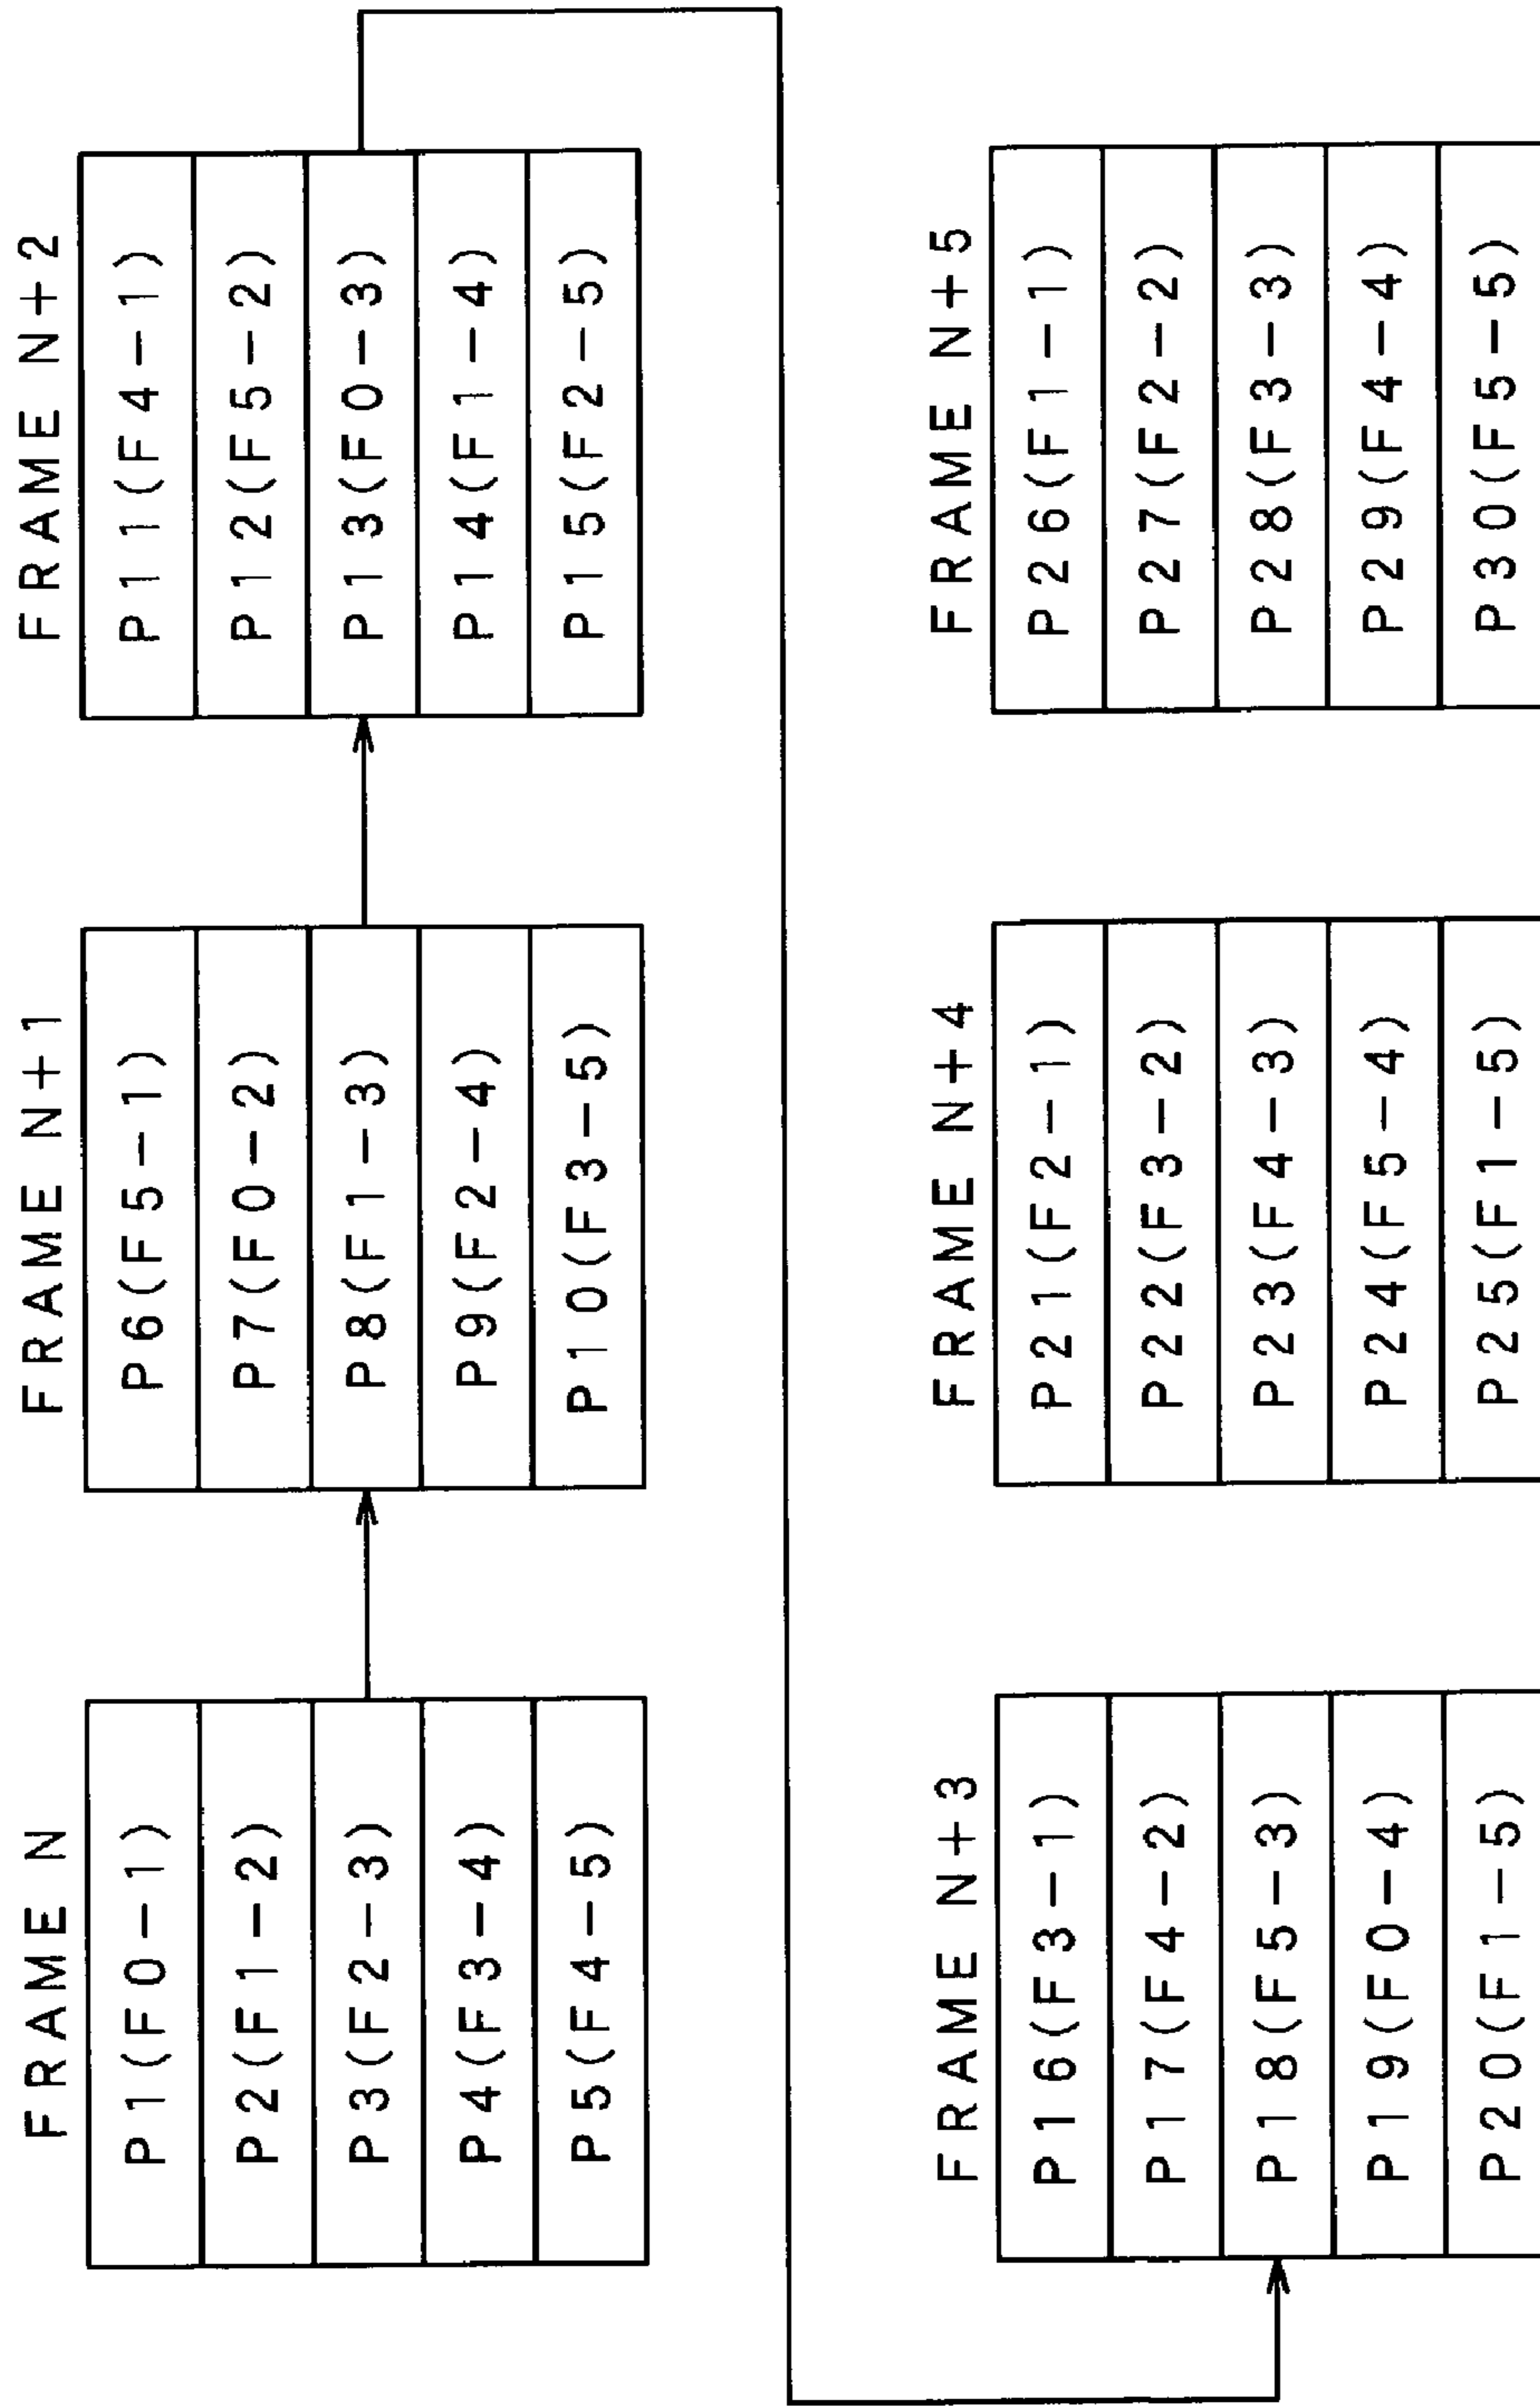 FRAME N
P1(F0-1)
P2(F1-2)
P3(F2-3)
P4(F3-4)
P5(F4-5)
FRAME N+1
P6(F5-1)
P7(F0-2)
P8(F1-3)
P9(F2-4)
P10(F3-5)
FRAME N+2
P11(F4-1)
P12(F5-2)
P13(F0-3)
P14(F1-4)
P15(F2-5)
FRAME N+3
P16(F3-1)
P17(F4-2)
P18(F5-3)
P19(F0-4)
P20(F1-5)
FRAME N+4
P21(F2-1)
P22(F3-2)
P23(F4-3)
P24(F5-4)
P25(F1-5)
FRAME N+5
P26(F1-1)
P27(F2-2)
P28(F3-3)
P29(F4-4)
P30(F5-5)